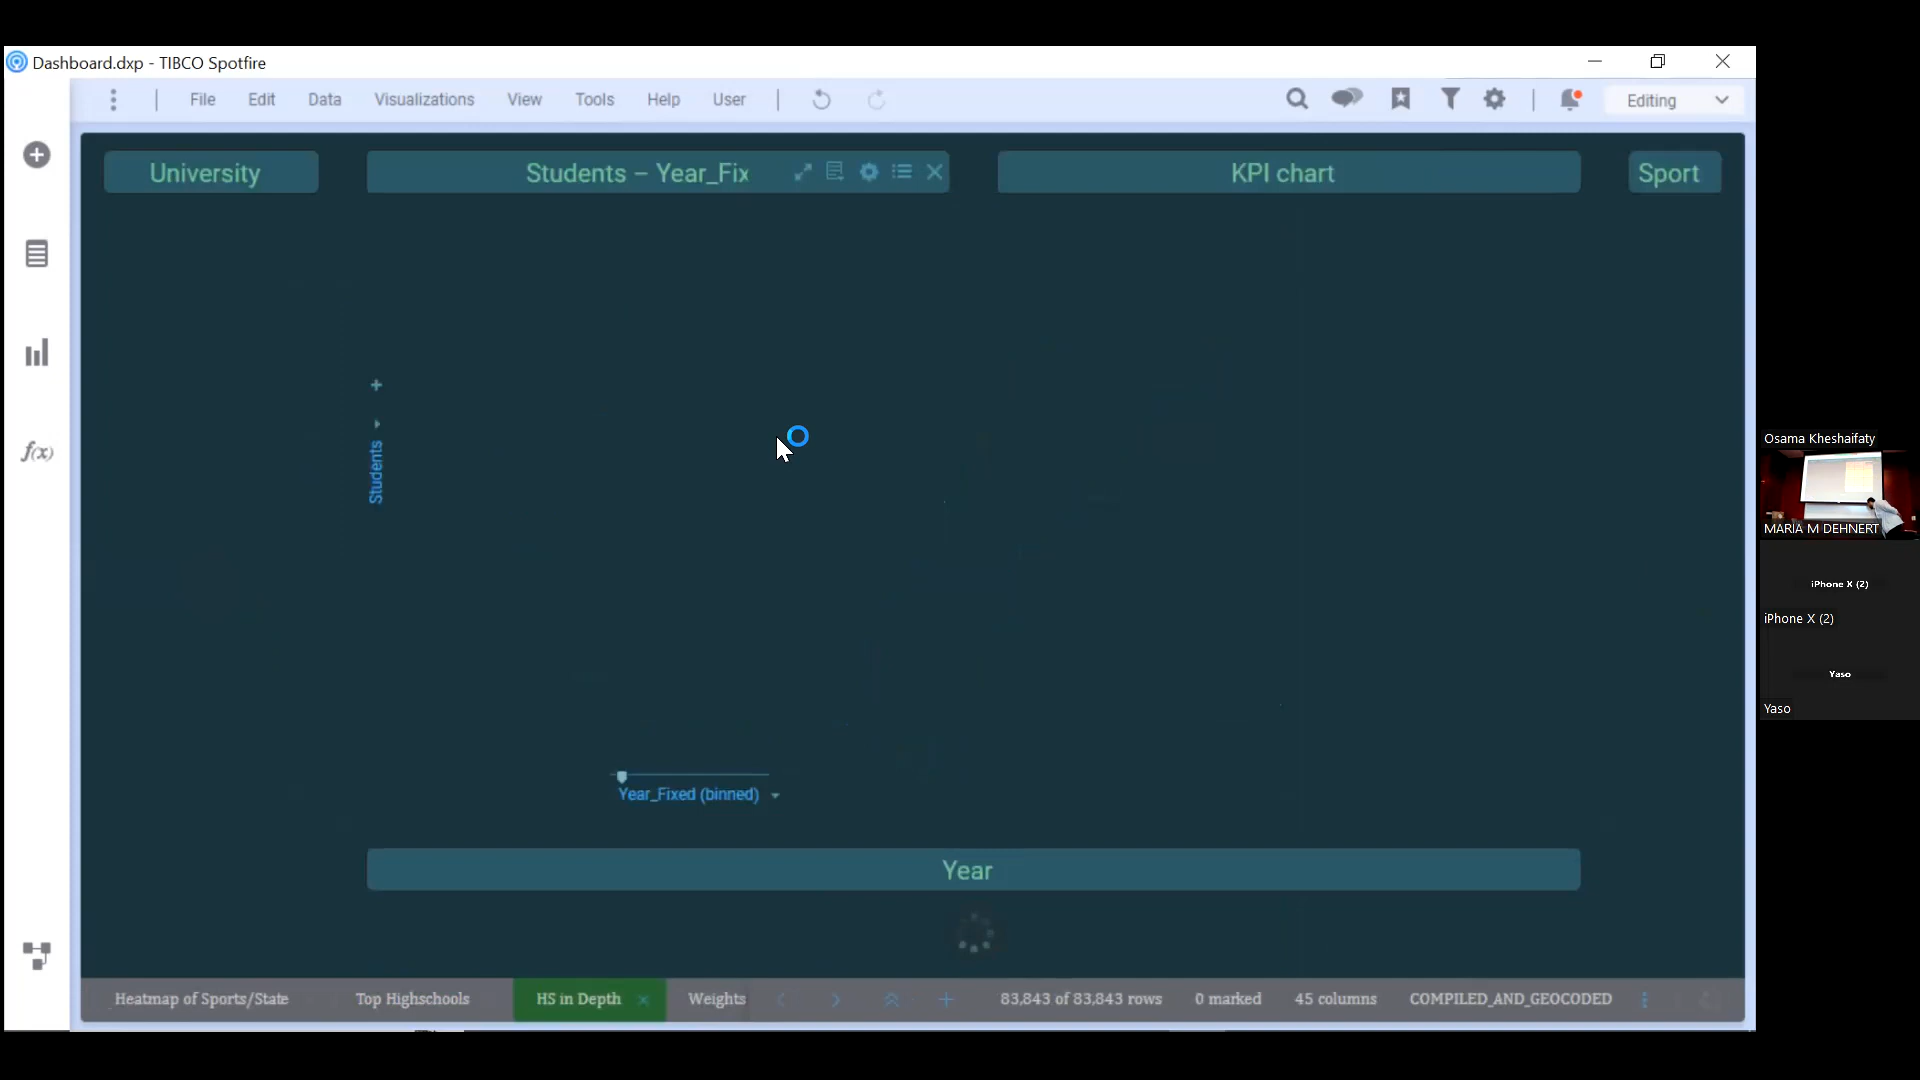 Dashboard.dxp - TIBCO Spotfire
File Edit Data Visualizations View Tools Help User Editing
University
Students – Year_Fix
KPI chart
Sport
f(x)
Students
Year_Fixed (binned)
Year
Heatmap of Sports/State Top Highschools HS in Depth Weights 83,843 of 83,843 rows 0 marked 45 columns COMPILED_AND_GEOCODED
Osama Kheshaifaty
MARIA M DEHNERT
iPhone X (2)
iPhone X (2)
Yaso
Yaso